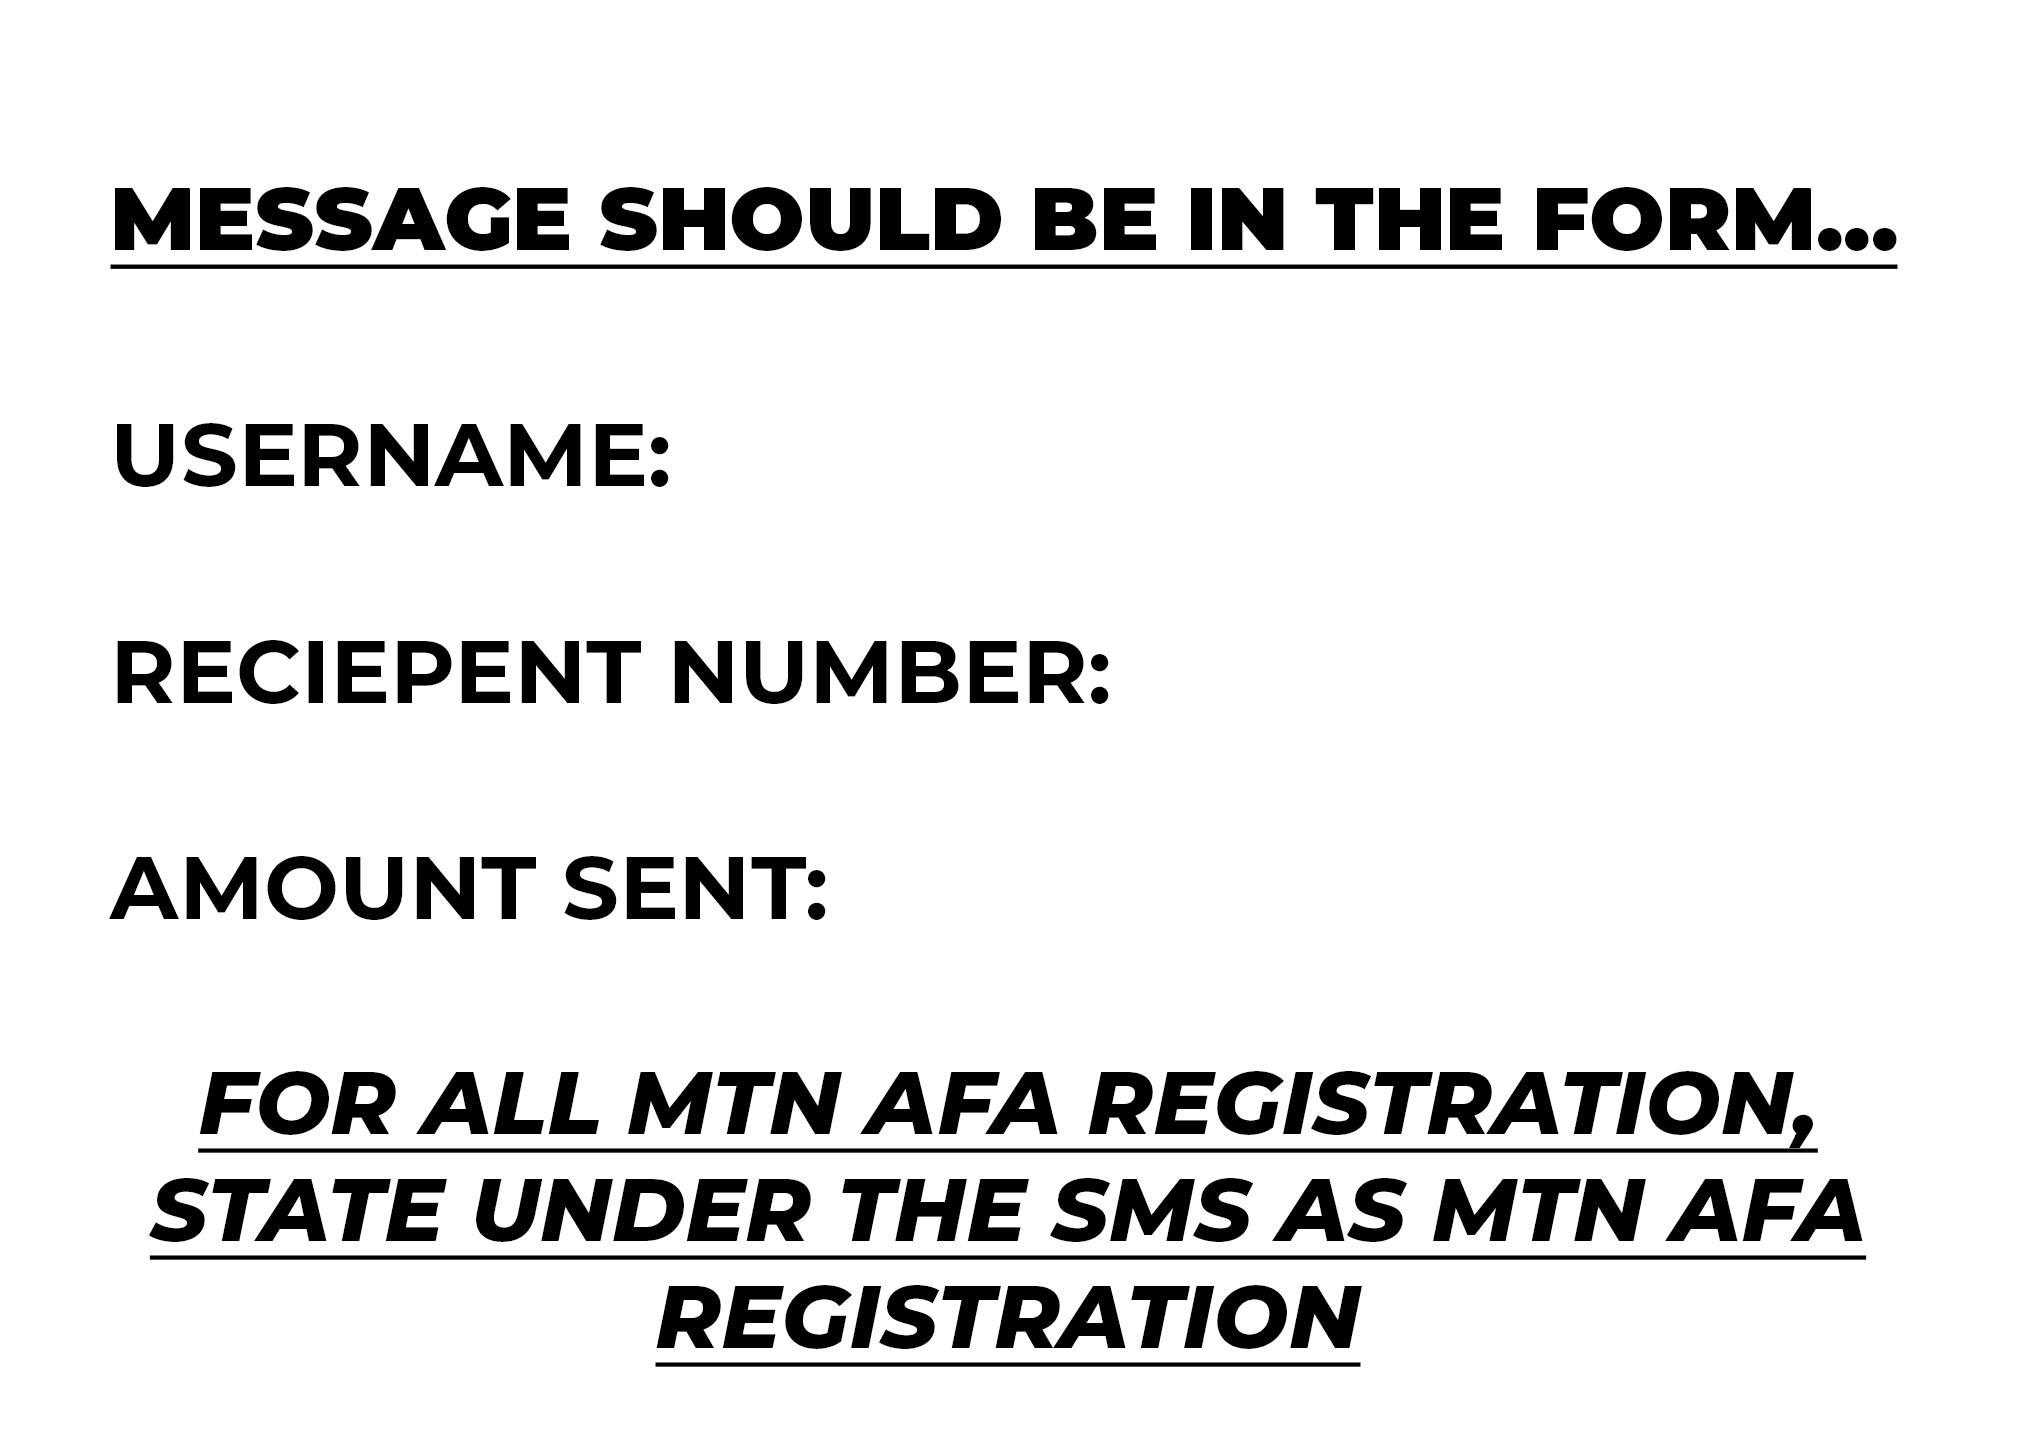 MESSAGE SHOULD BE IN THE FORM...
USERNAME:
RECIEPENT NUMBER:
AMOUNT SENT:
FOR ALL MTN AFA REGISTRATION,
STATE UNDER THE SMS AS MTN AFA
REGISTRATION